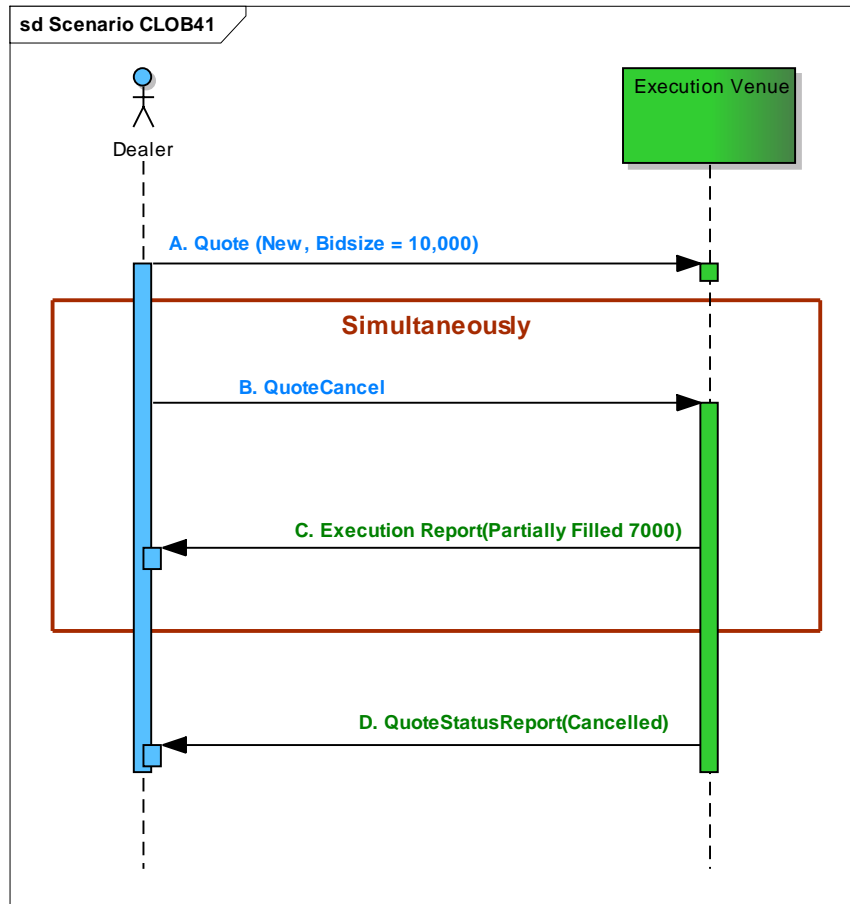 sd Scenario CLOB41
Dealer
Execution Venue
A. Quote (New, Bidsize = 10,000)
Simultaneously
B. QuoteCancel
C. Execution Report(Partially Filled 7000)
D. QuoteStatusReport(Cancelled)